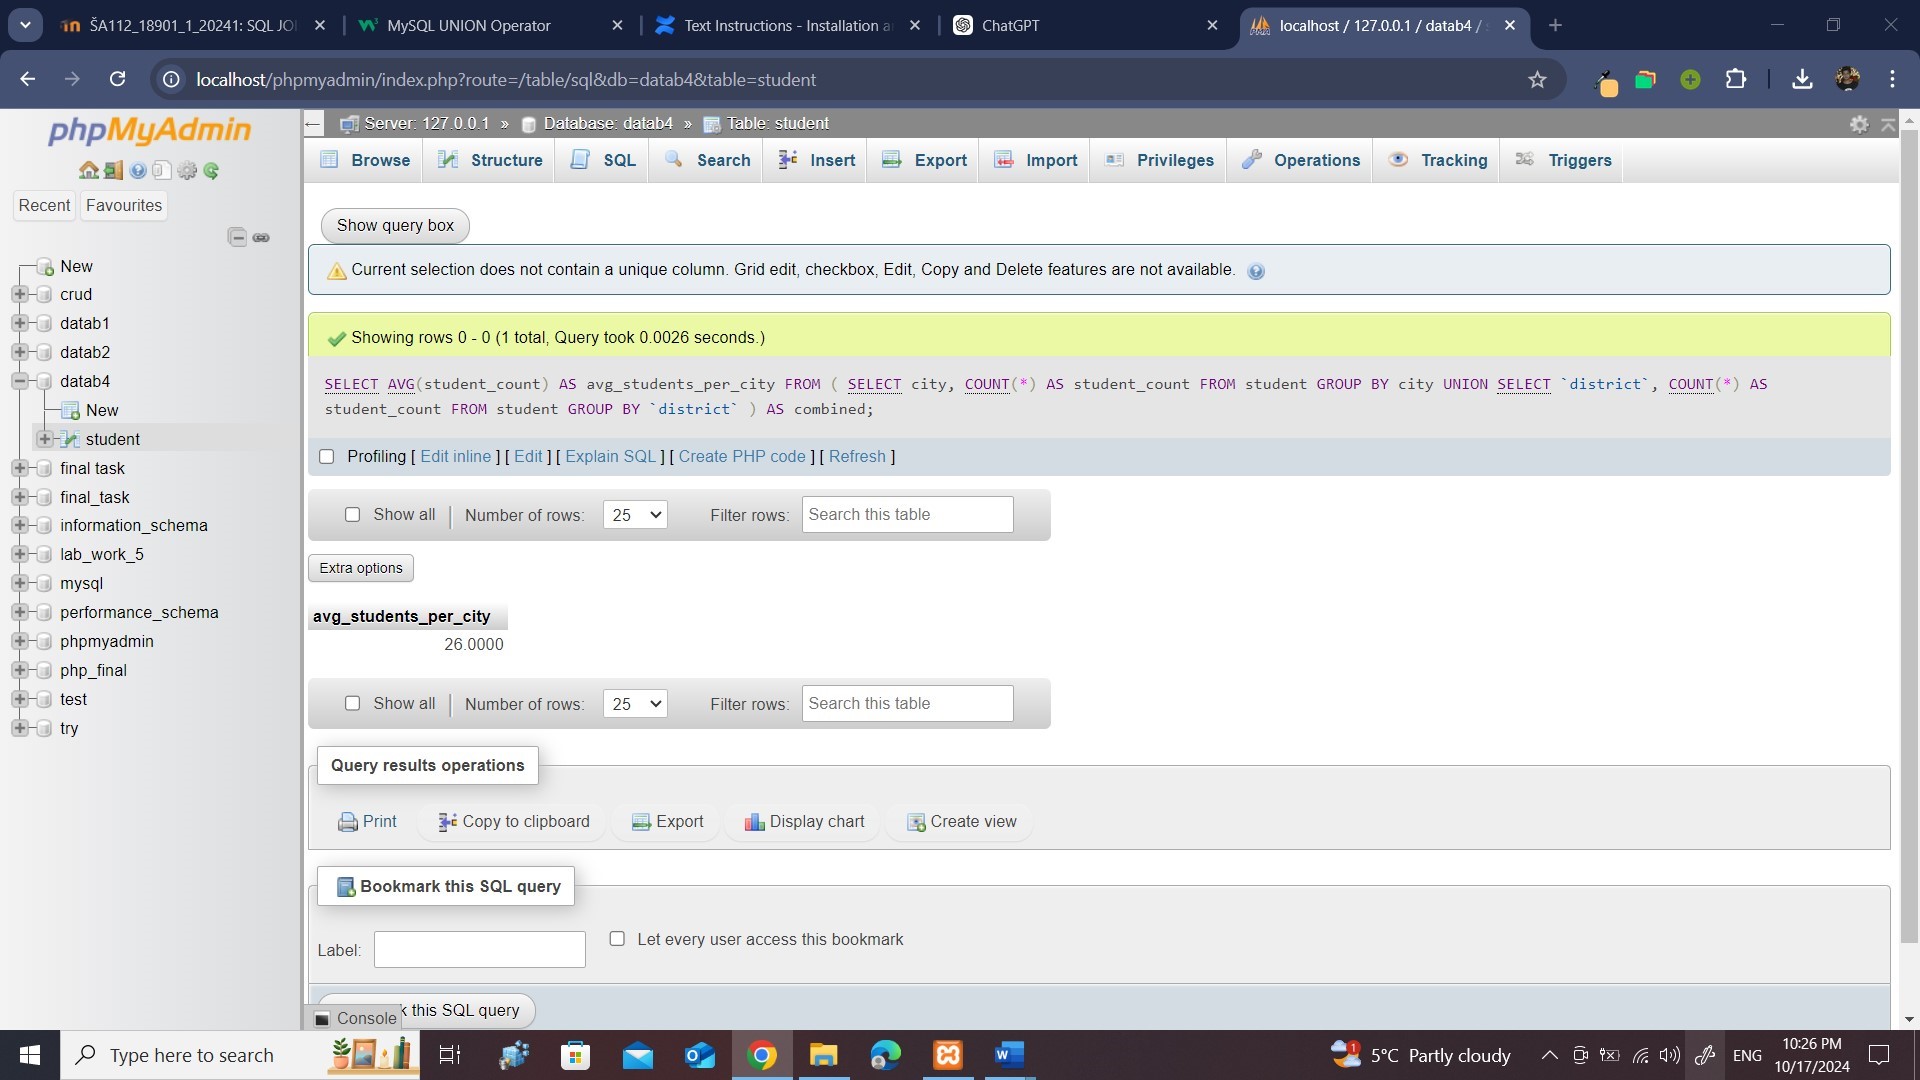 ŠA112_18901_1_20241: SQL JOI
MySQL UNION Operator
Text Instructions - Installation a
ChatGPT
localhost / 127.0.0.1 / datab4 / s
localhost/phpmyadmin/index.php?route=/table/sql&db=datab4&table=student
phpMyAdmin
Recent
Favourites
New
crud
datab1
datab2
datab4
New
student
final task
final_task
information_schema
lab_work_5
mysql
performance_schema
phpmyadmin
php_final
test
try
Server: 127.0.0.1 » Database: datab4 » Table: student
Browse Structure SQL Search Insert Export Import Privileges Operations Tracking Triggers
Show query box
Current selection does not contain a unique column. Grid edit, checkbox, Edit, Copy and Delete features are not available.
Showing rows 0 - 0 (1 total, Query took 0.0026 seconds.)
SELECT AVG(student_count) AS avg_students_per_city FROM ( SELECT city, COUNT(*) AS student_count FROM student GROUP BY city UNION SELECT `district`, COUNT(*) AS
student_count FROM student GROUP BY `district` ) AS combined;
Profiling [ Edit inline ] [ Edit ] [ Explain SQL ] [ Create PHP code ] [ Refresh ]
Show all Number of rows: 25 Filter rows: Search this table
Extra options
avg_students_per_city
26.0000
Show all Number of rows: 25 Filter rows: Search this table
Query results operations
Print Copy to clipboard Export Display chart Create view
Bookmark this SQL query
Label:
Let every user access this bookmark
k this SQL query
Console
Type here to search
1
5°C Partly cloudy
ENG
10:26 PM
10/17/2024